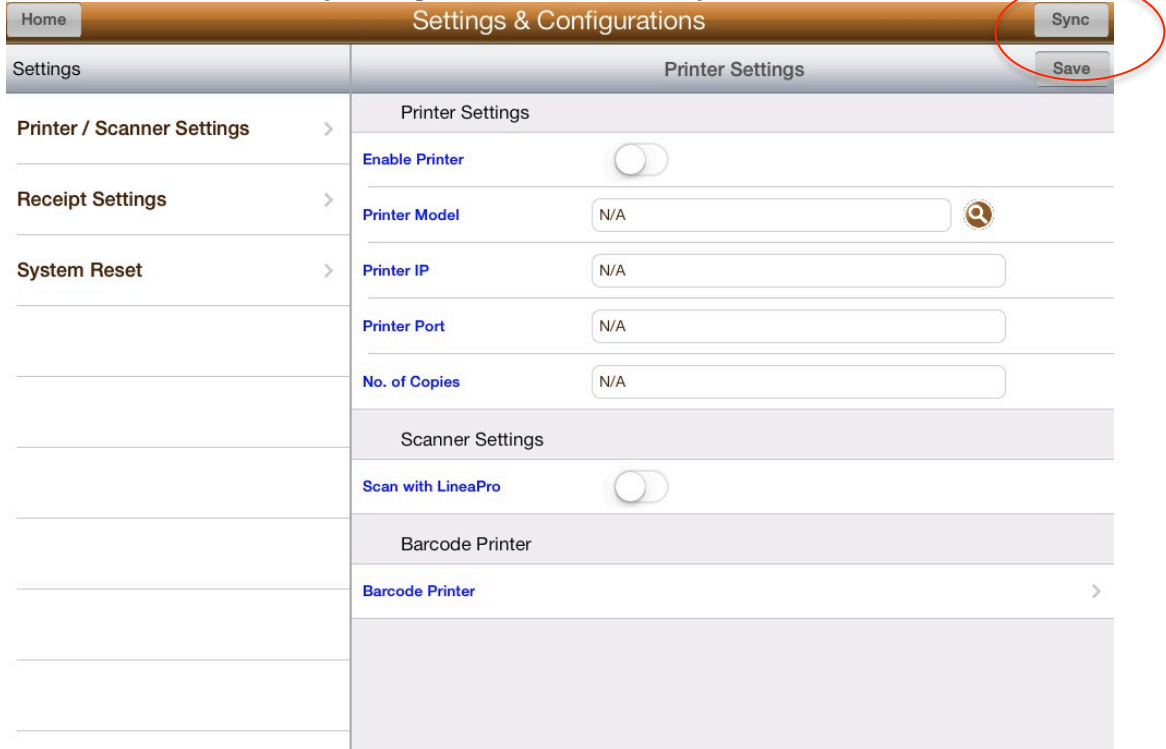 Home
Settings & Configurations
Sync
Settings
Printer Settings
Save
Printer / Scanner Settings
Receipt Settings
System Reset
Printer Settings
Enable Printer
Printer Model
N/A
Printer IP
N/A
Printer Port
N/A
No. of Copies
N/A
Scanner Settings
Scan with LineaPro
Barcode Printer
Barcode Printer